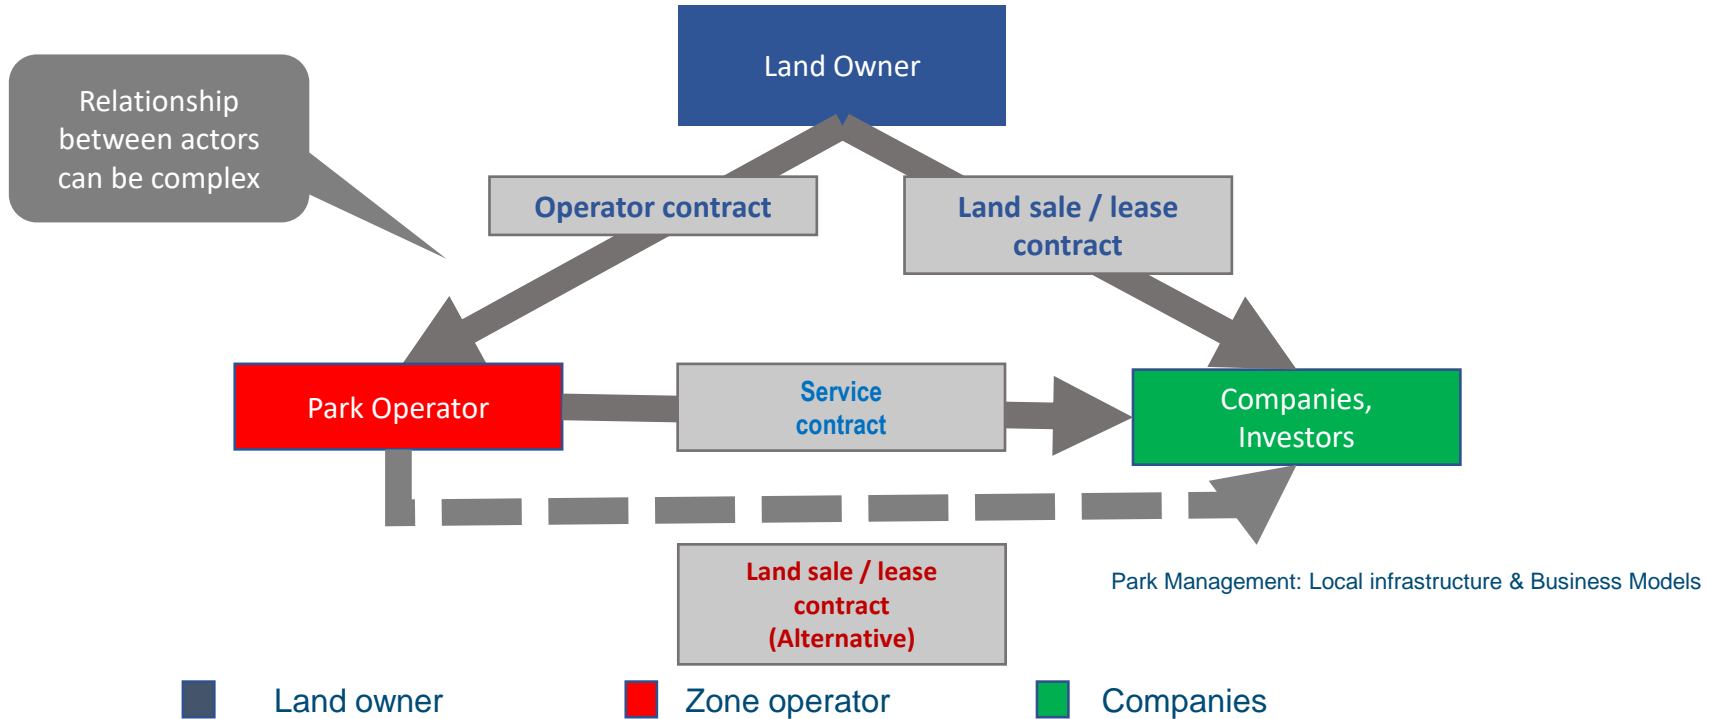 Land Owner
Relationship
between actors
can be complex
Operator contract
Land sale / lease
contract
Park Operator
Service
contract
Companies,
Investors
Land sale / lease
contract
(Alternative)
Park Management: Local infrastructure & Business Models
Land owner
Zone operator
Companies